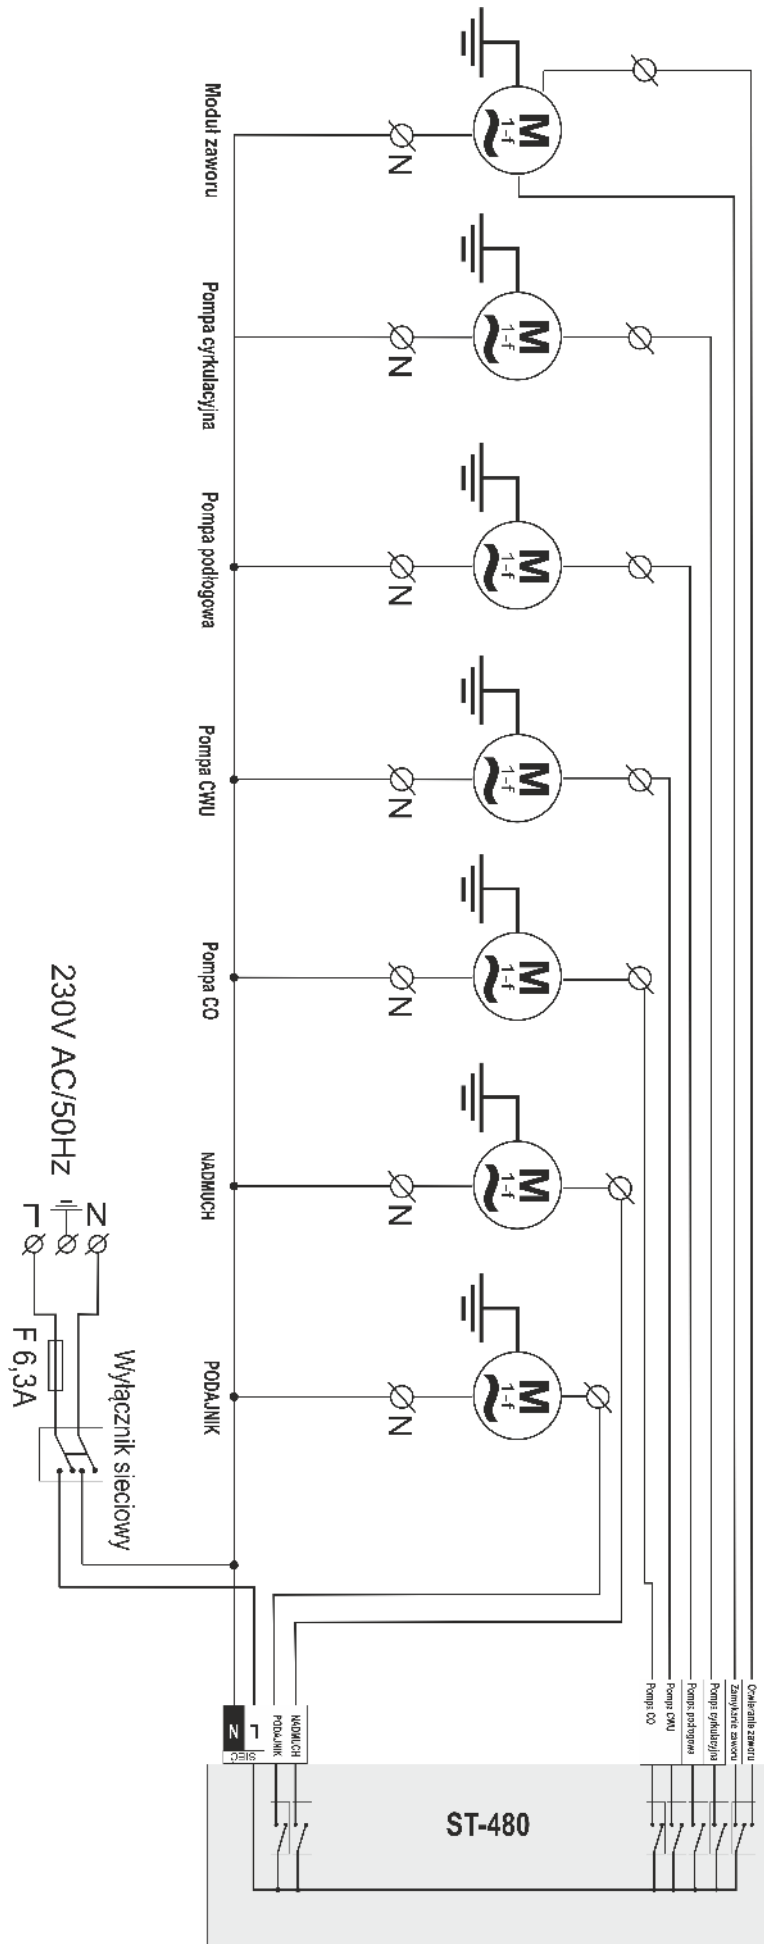 Moduł zaworu
M
1-f
N
Pompa cyrkulacyjna
M
1-f
N
Pompa podłogowa
M
1-f
N
Pompa CWU
M
1-f
N
Pompa CO
M
1-f
N
NADMUCH
M
1-f
N
PODAJNIK
M
1-f
N
230V AC/50Hz
L
N
F 6,3A
Wyłącznik sieciowy
N
L
SIEĆ
PODAJNIK
NADMUCH
Pompa CO
Pompa CWU
Pompa podłogowa
Pompa cyrkulacyjna
Zamykanie zaworu
Otwieranie zaworu
ST-480